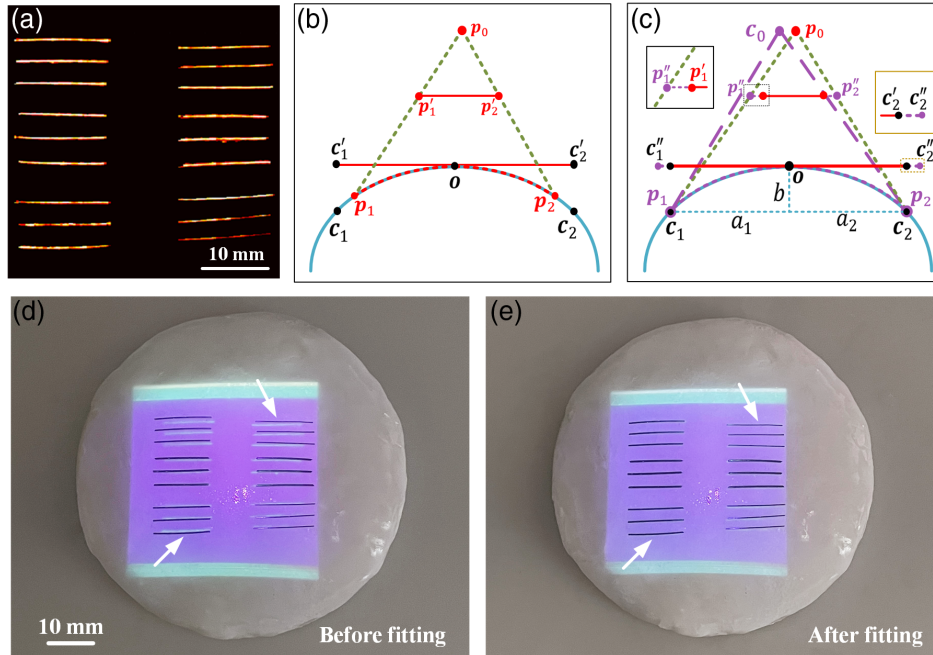 (a)
10 mm
(b)
p₀
p′₁ p′₂
c′₁ c′₂
o
p₁ p₂
c₁ c₂
(c)
c₀ p₀
p″₁ p′₁
p″₁ p″₂
c′₂ c″₂
c″₁ c″₂
o
p₁ b p₂
c₁ a₁ a₂ c₂
(d)
10 mm
Before fitting
(e)
After fitting